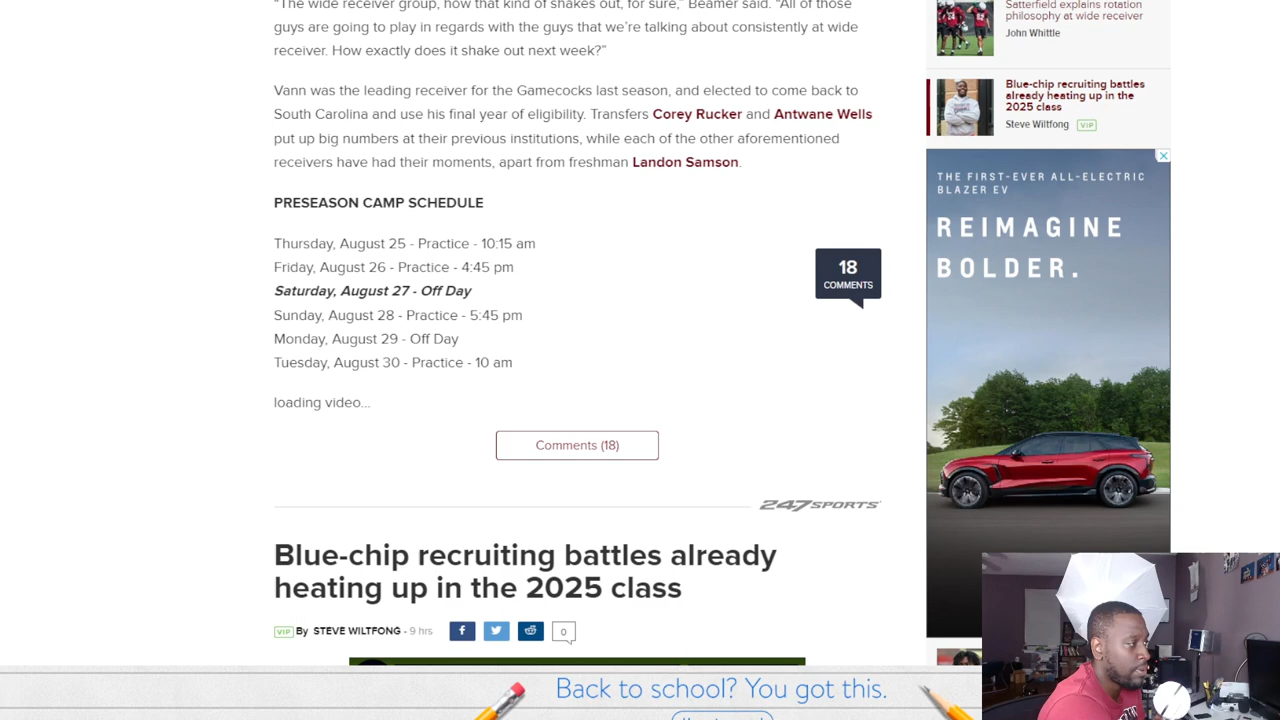 “The wide receiver group, how that kind of shakes out, for sure,” Beamer said. “All of those
guys are going to play in regards with the guys that we’re talking about consistently at wide
receiver. How exactly does it shake out next week?”
Vann was the leading receiver for the Gamecocks last season, and elected to come back to
South Carolina and use his final year of eligibility. Transfers Corey Rucker and Antwane Wells
put up big numbers at their previous institutions, while each of the other aforementioned
receivers have had their moments, apart from freshman Landon Samson.
PRESEASON CAMP SCHEDULE
Thursday, August 25 - Practice - 10:15 am
Friday, August 26 - Practice - 4:45 pm
Saturday, August 27 - Off Day
Sunday, August 28 - Practice - 5:45 pm
Monday, August 29 - Off Day
Tuesday, August 30 - Practice - 10 am
loading video...
18
COMMENTS
Comments (18)
247SPORTS
Blue-chip recruiting battles already
heating up in the 2025 class
VIP By STEVE WILTFONG - 9 hrs
0
Satterfield explains rotation
philosophy at wide receiver
John Whittle
Blue-chip recruiting battles
already heating up in the
2025 class
Steve Wiltfong VIP
THE FIRST-EVER ALL-ELECTRIC
BLAZER EV
REIMAGINE
BOLDER.
Back to school? You got this.